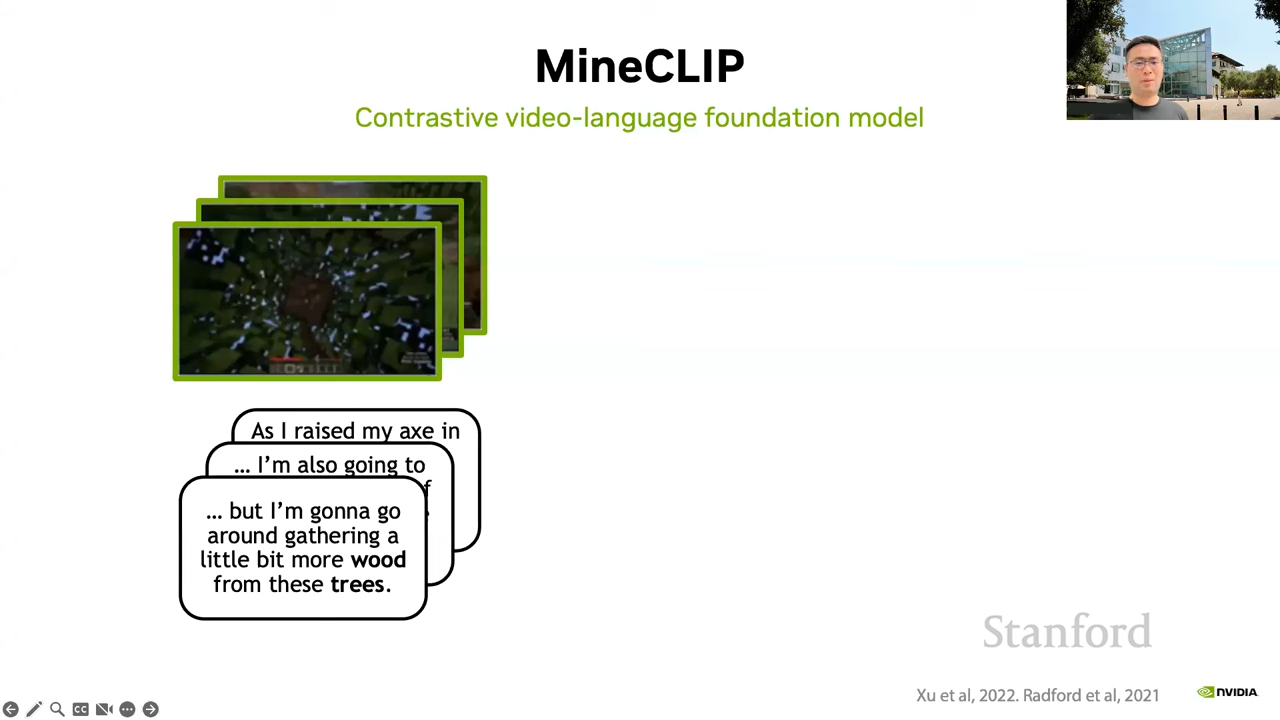 MineCLIP
Contrastive video-language foundation model
As I raised my axe in
... I'm also going to
f
... but I'm gonna go
around gathering a
little bit more wood
from these trees.
Stanford
Xu et al, 2022. Radford et al, 2021
NVIDIA
CC